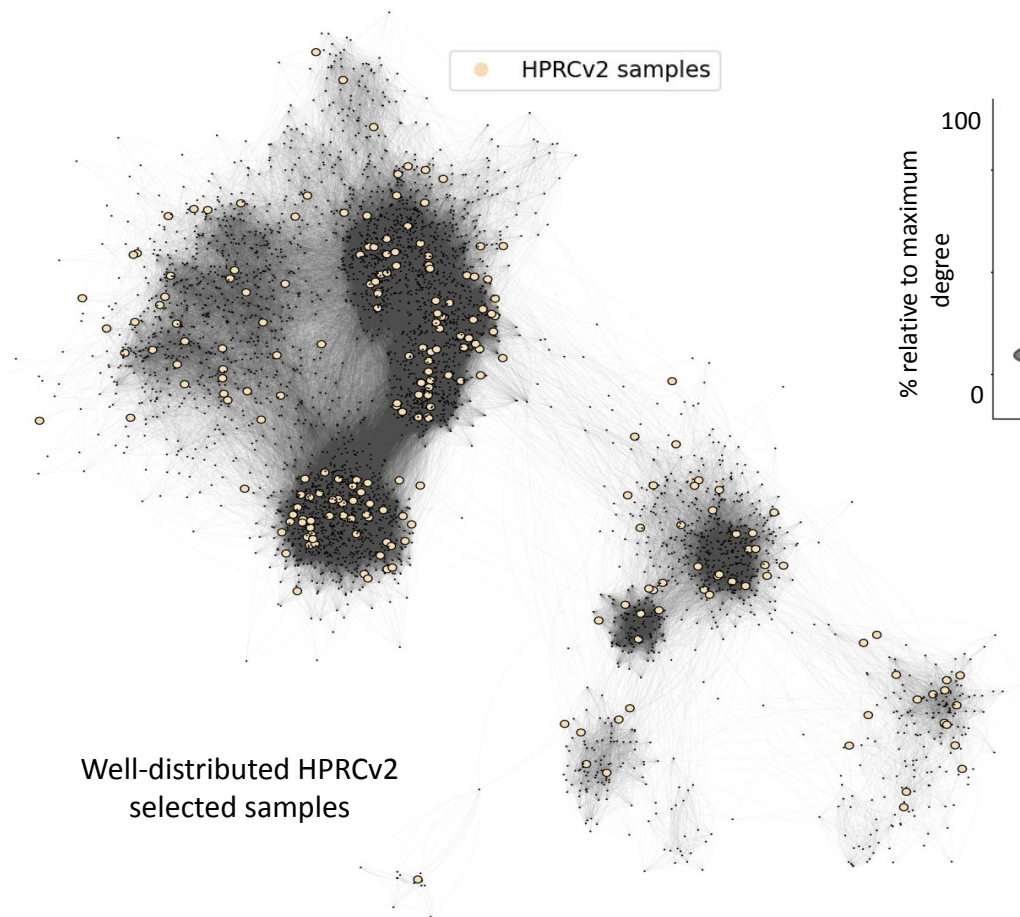 HPRCv2 samples
100
% relative to maximum
degree
0
Well-distributed HPRCv2
selected samples